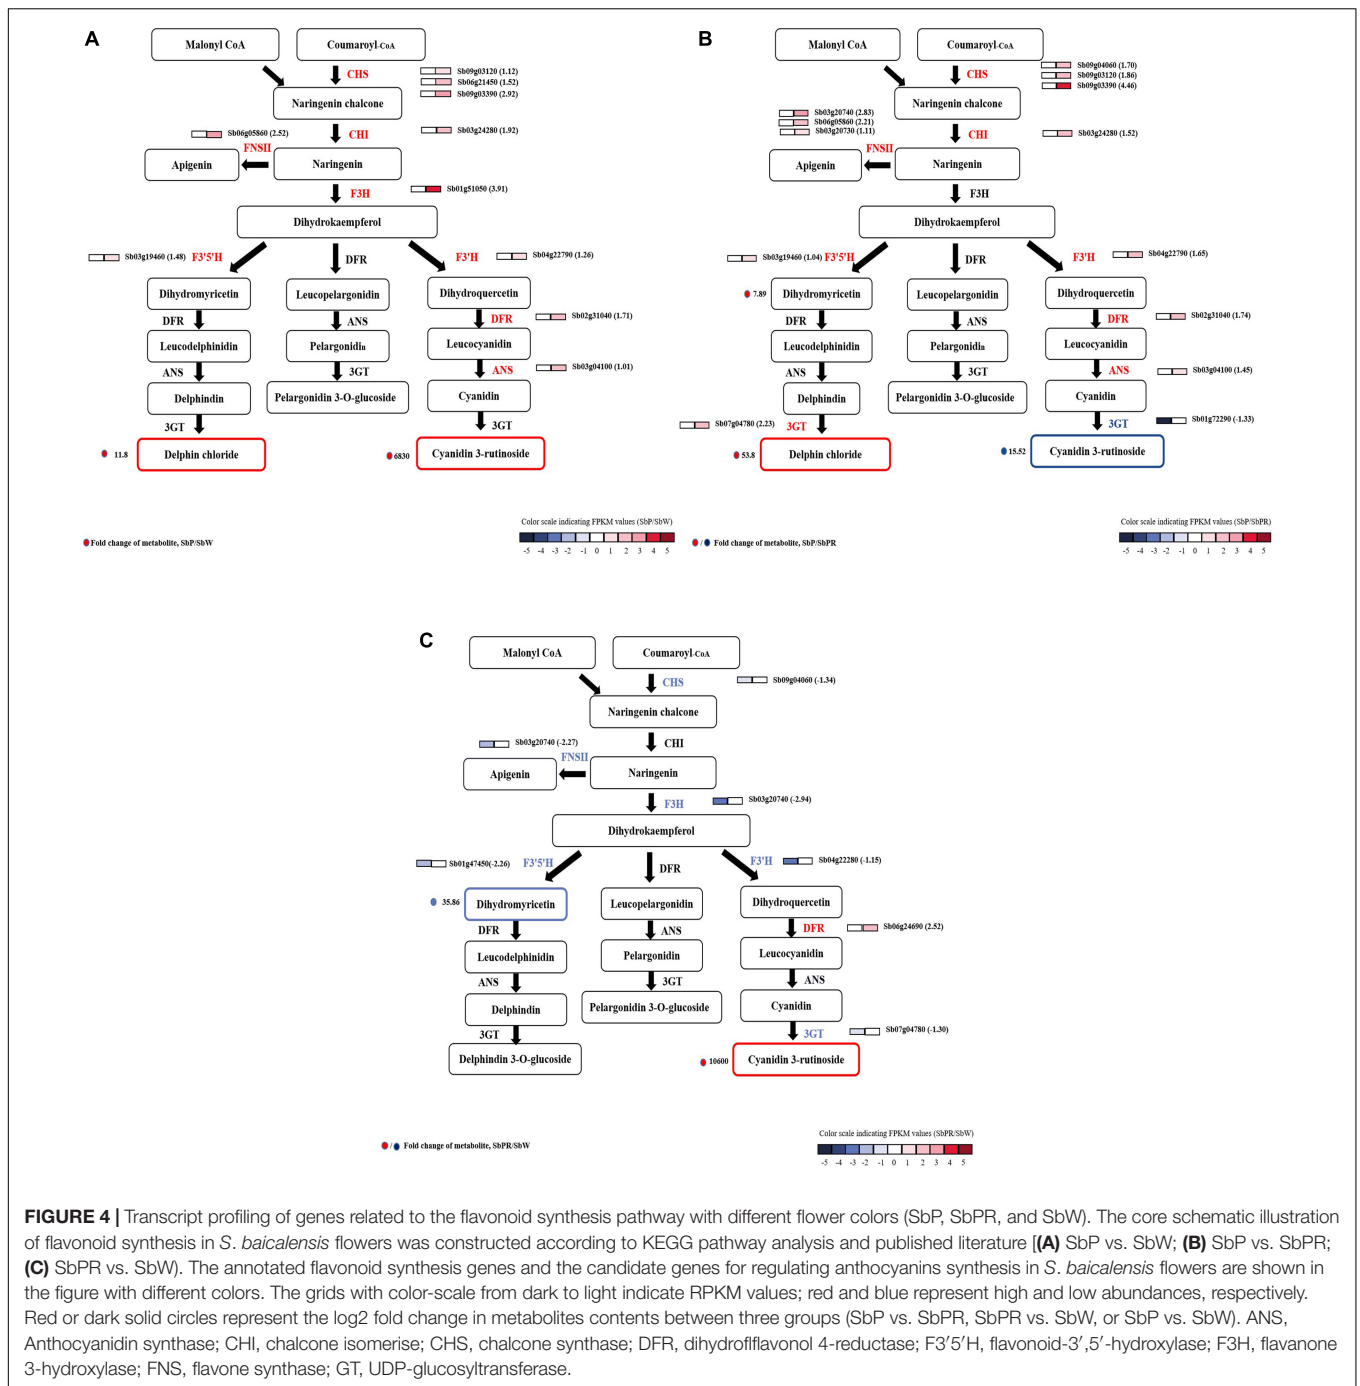 A
Malonyl CoA
Coumaroyl-CoA
CHS
Sb09g03120 (1.12)
Sb06g21450 (1.52)
Sb09g03390 (2.92)
Naringenin chalcone
Sb06g05860 (2.52)
CHI
Sb03g24280 (1.92)
FNSII
Apigenin
Naringenin
F3H
Sb01g51050 (3.91)
Dihydrokaempferol
Sb03g19460 (1.48)
F3'5'H
DFR
F3'H
Sb04g22790 (1.26)
Dihydromyricetin
Leucopelargonidin
Dihydroquercetin
DFR
ANS
DFR
Sb02g31040 (1.71)
Leucodelphinidin
Pelargonidin
Leucocyanidin
ANS
3GT
ANS
Sb03g04100 (1.01)
Delphindin
Pelargonidin 3-O-glucoside
Cyanidin
3GT
3GT
11.8
Delphin chloride
6830
Cyanidin 3-rutinoside
Color scale indicating FPKM values (SbP/SbW)
Fold change of metabolite, SbP/SbW
-5 -4 -3 -2 -1 0 1 2 3 4 5
B
Malonyl CoA
Coumaroyl-CoA
CHS
Sb09g04060 (1.70)
Sb09g03120 (1.86)
Sb09g03390 (4.46)
Naringenin chalcone
Sb03g20740 (2.83)
Sb06g05860 (2.21)
Sb03g20730 (1.11)
CHI
Sb03g24280 (1.52)
FNSII
Apigenin
Naringenin
F3H
Dihydrokaempferol
Sb03g19460 (1.04)
F3'5'H
DFR
F3'H
Sb04g22790 (1.65)
7.89
Dihydromyricetin
Leucopelargonidin
Dihydroquercetin
DFR
ANS
DFR
Sb02g31040 (1.74)
Leucodelphinidin
Pelargonidin
Leucocyanidin
ANS
3GT
ANS
Sb03g04100 (1.45)
Delphindin
Pelargonidin 3-O-glucoside
Cyanidin
Sb07g04780 (2.23)
3GT
3GT
Sb01g72290 (-1.33)
53.8
Delphin chloride
15.52
Cyanidin 3-rutinoside
Color scale indicating FPKM values (SbP/SbPR)
/ Fold change of metabolite, SbP/SbPR
-5 -4 -3 -2 -1 0 1 2 3 4 5
C
Malonyl CoA
Coumaroyl-CoA
CHS
Sb09g04060 (-1.34)
Naringenin chalcone
Sb03g20740 (-2.27)
CHI
FNSII
Apigenin
Naringenin
F3H
Sb03g20740 (-2.94)
Dihydrokaempferol
Sb01g47450(-2.26)
F3'5'H
DFR
F3'H
Sb04g22280 (-1.15)
35.86
Dihydromyricetin
Leucopelargonidin
Dihydroquercetin
DFR
ANS
DFR
Sb06g24690 (2.52)
Leucodelphinidin
Pelargonidin
Leucocyanidin
ANS
3GT
ANS
Delphindin
Pelargonidin 3-O-glucoside
Cyanidin
3GT
3GT
Sb07g04780 (-1.30)
Delphindin 3-O-glucoside
10600
Cyanidin 3-rutinoside
Color scale indicating FPKM values (SbPR/SbW)
/ Fold change of metabolite, SbPR/SbW
-5 -4 -3 -2 -1 0 1 2 3 4 5
FIGURE 4 | Transcript profiling of genes related to the flavonoid synthesis pathway with different flower colors (SbP, SbPR, and SbW). The core schematic illustration
of flavonoid synthesis in S. baicalensis flowers was constructed according to KEGG pathway analysis and published literature [(A) SbP vs. SbW; (B) SbP vs. SbPR;
(C) SbPR vs. SbW). The annotated flavonoid synthesis genes and the candidate genes for regulating anthocyanins synthesis in S. baicalensis flowers are shown in
the figure with different colors. The grids with color-scale from dark to light indicate RPKM values; red and blue represent high and low abundances, respectively.
Red or dark solid circles represent the log2 fold change in metabolites contents between three groups (SbP vs. SbPR, SbPR vs. SbW, or SbP vs. SbW). ANS,
Anthocyanidin synthase; CHI, chalcone isomerise; CHS, chalcone synthase; DFR, dihydroflflavonol 4-reductase; F3′5′H, flavonoid-3′,5′-hydroxylase; F3H, flavanone
3-hydroxylase; FNS, flavone synthase; GT, UDP-glucosyltransferase.